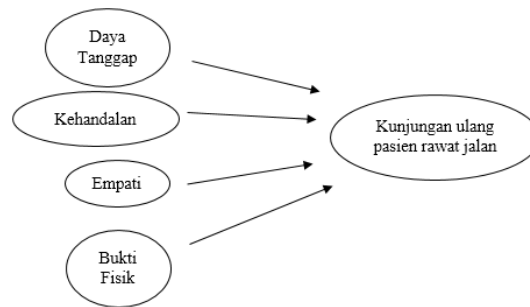 Daya
Tanggap
Kehandalan
Empati
Bukti
Fisik
Kunjungan ulang
pasien rawat jalan